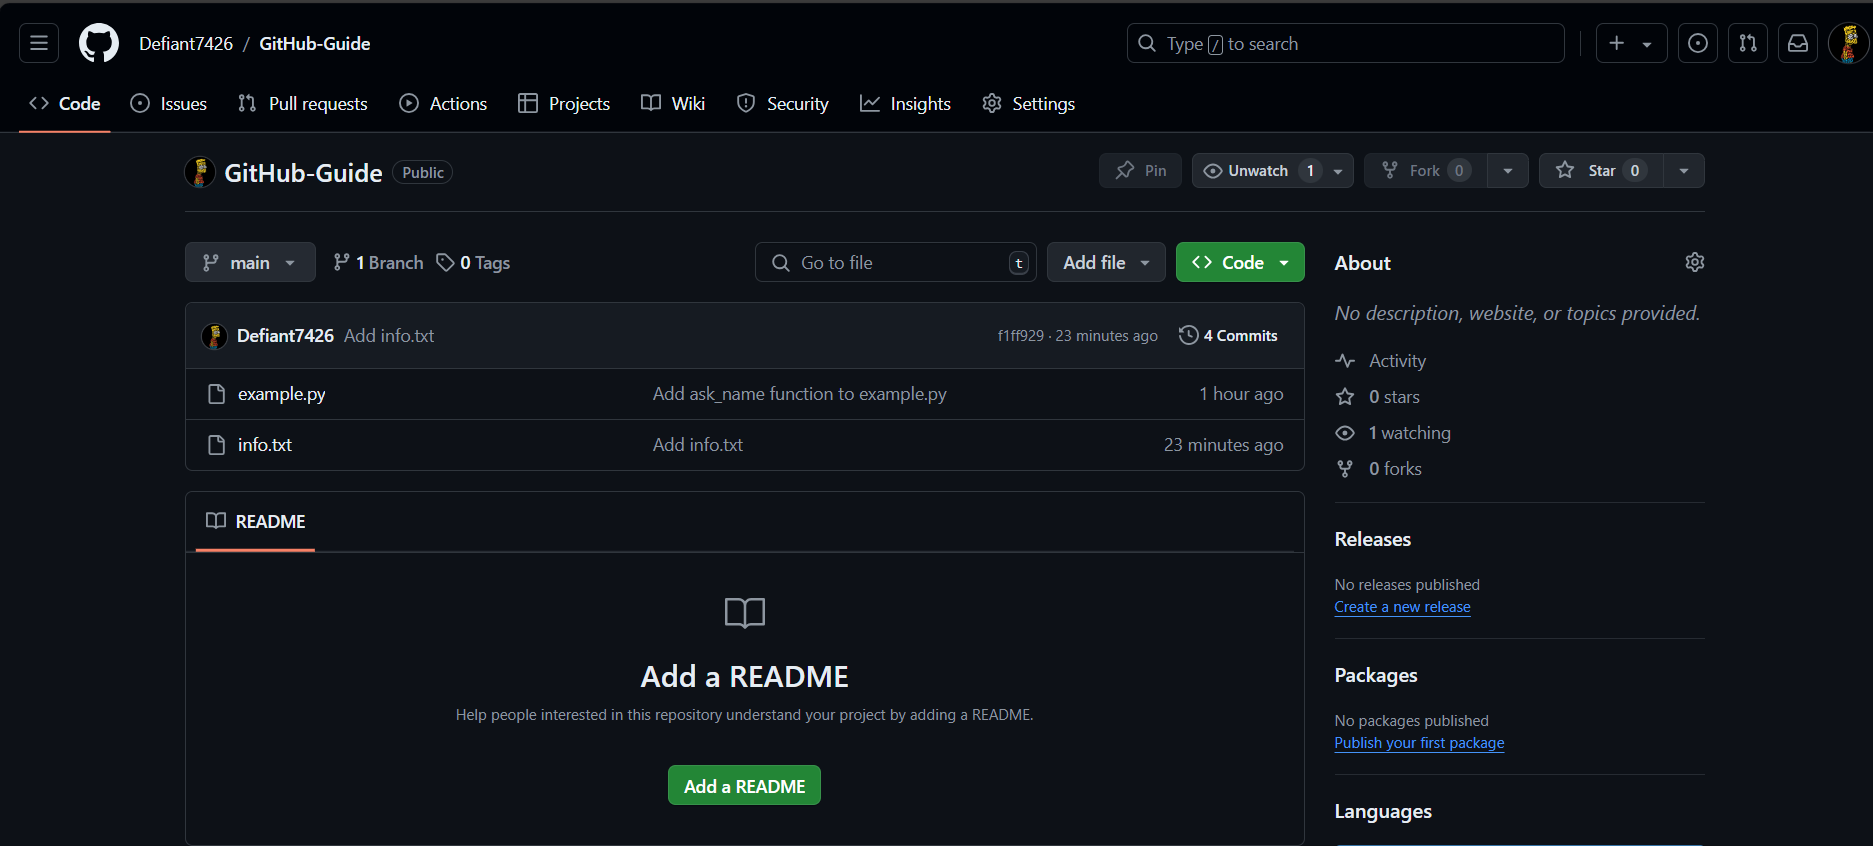 Defiant7426 / GitHub-Guide
Type / to search
Code Issues Pull requests Actions Projects Wiki Security Insights Settings
GitHub-Guide Public
Pin Unwatch 1 Fork 0 Star 0
main 1 Branch 0 Tags
Go to file t Add file Code
Defiant7426 Add info.txt f1ff929 · 23 minutes ago 4 Commits
example.py Add ask_name function to example.py 1 hour ago
info.txt Add info.txt 23 minutes ago
README
Add a README
Help people interested in this repository understand your project by adding a README.
Add a README
About
No description, website, or topics provided.
Activity
0 stars
1 watching
0 forks
Releases
No releases published
Create a new release
Packages
No packages published
Publish your first package
Languages